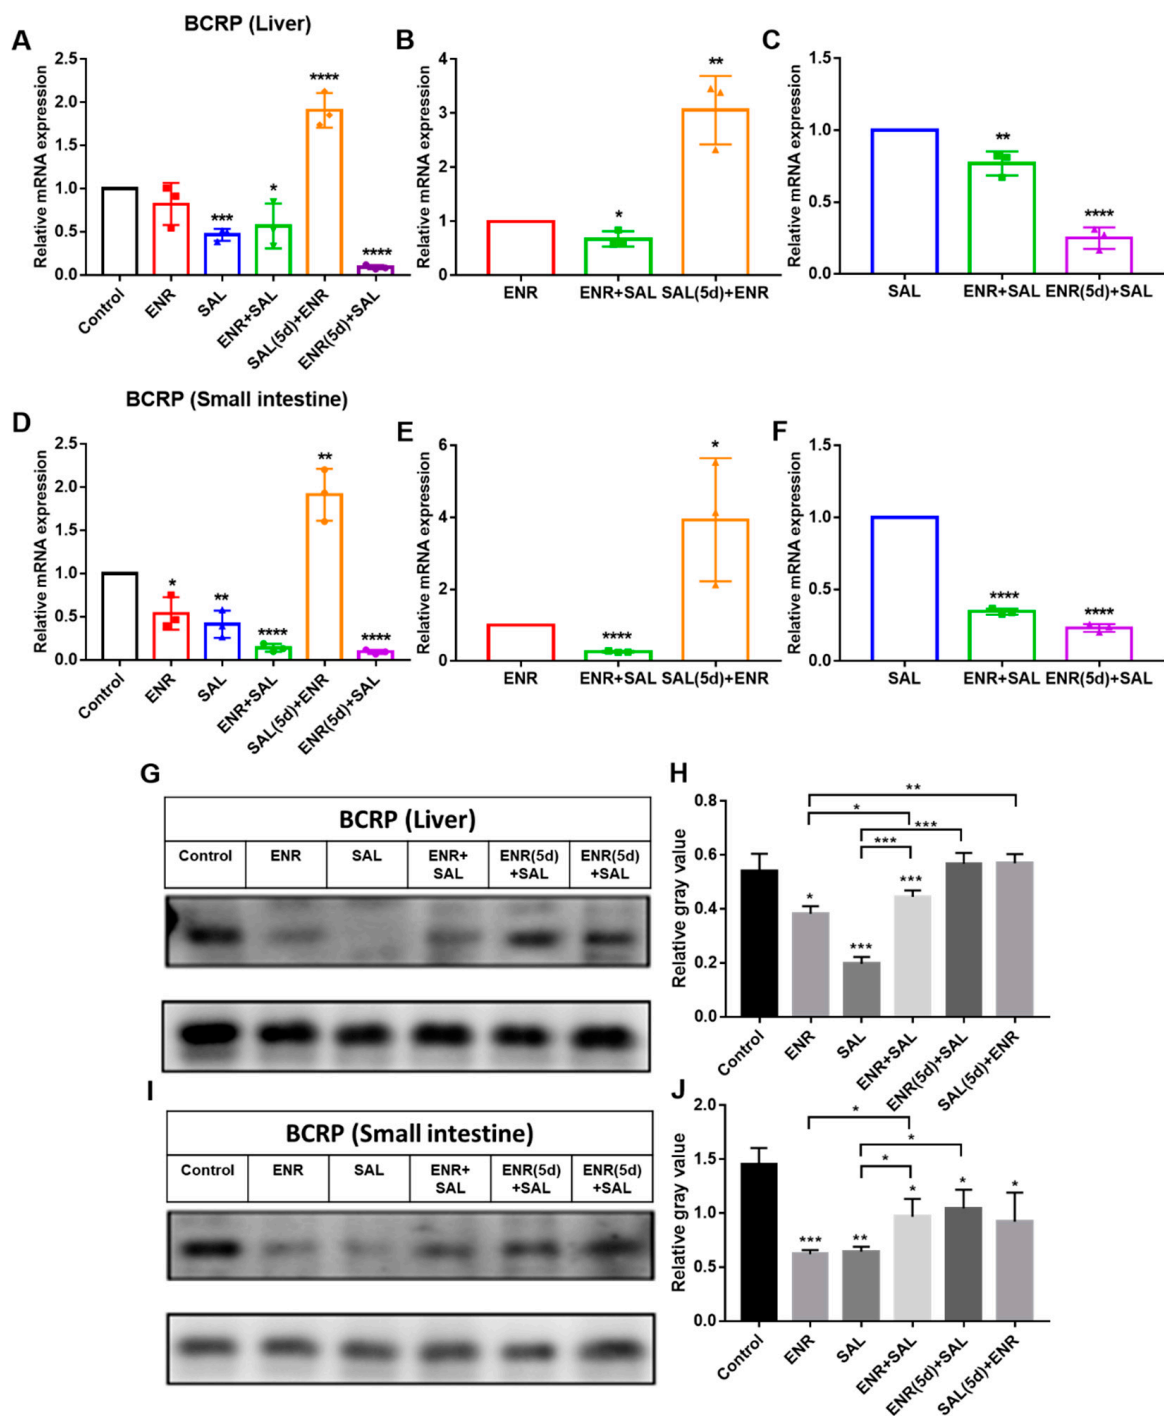 BCRP (Liver)
A
Relative mRNA expression
2.5
2.0
1.5
1.0
0.5
0.0
***
*
****
****
Control
ENR
SAL
ENR+SAL
SAL(5d)+ENR
ENR(5d)+SAL
B
Relative mRNA expression
4
3
2
1
0
*
**
ENR
ENR+SAL
SAL(5d)+ENR
C
Relative mRNA expression
1.5
1.0
0.5
0.0
**
****
SAL
ENR+SAL
ENR(5d)+SAL
BCRP (Small intestine)
D
Relative mRNA expression
2.5
2.0
1.5
1.0
0.5
0.0
*
**
****
**
****
Control
ENR
SAL
ENR+SAL
SAL(5d)+ENR
ENR(5d)+SAL
E
Relative mRNA expression
6
4
2
0
****
*
ENR
ENR+SAL
SAL(5d)+ENR
F
Relative mRNA expression
1.5
1.0
0.5
0.0
****
****
SAL
ENR+SAL
ENR(5d)+SAL
G
BCRP (Liver)
Control
ENR
SAL
ENR+
SAL
ENR(5d)
+SAL
ENR(5d)
+SAL
H
Relative gray value
0.8
0.6
0.4
0.2
0.0
**
*
***
***
*
***
***
Control
ENR
SAL
ENR+SAL
ENR(5d)+SAL
SAL(5d)+ENR
I
BCRP (Small intestine)
Control
ENR
SAL
ENR+
SAL
ENR(5d)
+SAL
ENR(5d)
+SAL
J
Relative gray value
2.0
1.5
1.0
0.5
0.0
*
*
*
***
**
*
*
*
Control
ENR
SAL
ENR+SAL
ENR(5d)+SAL
SAL(5d)+ENR